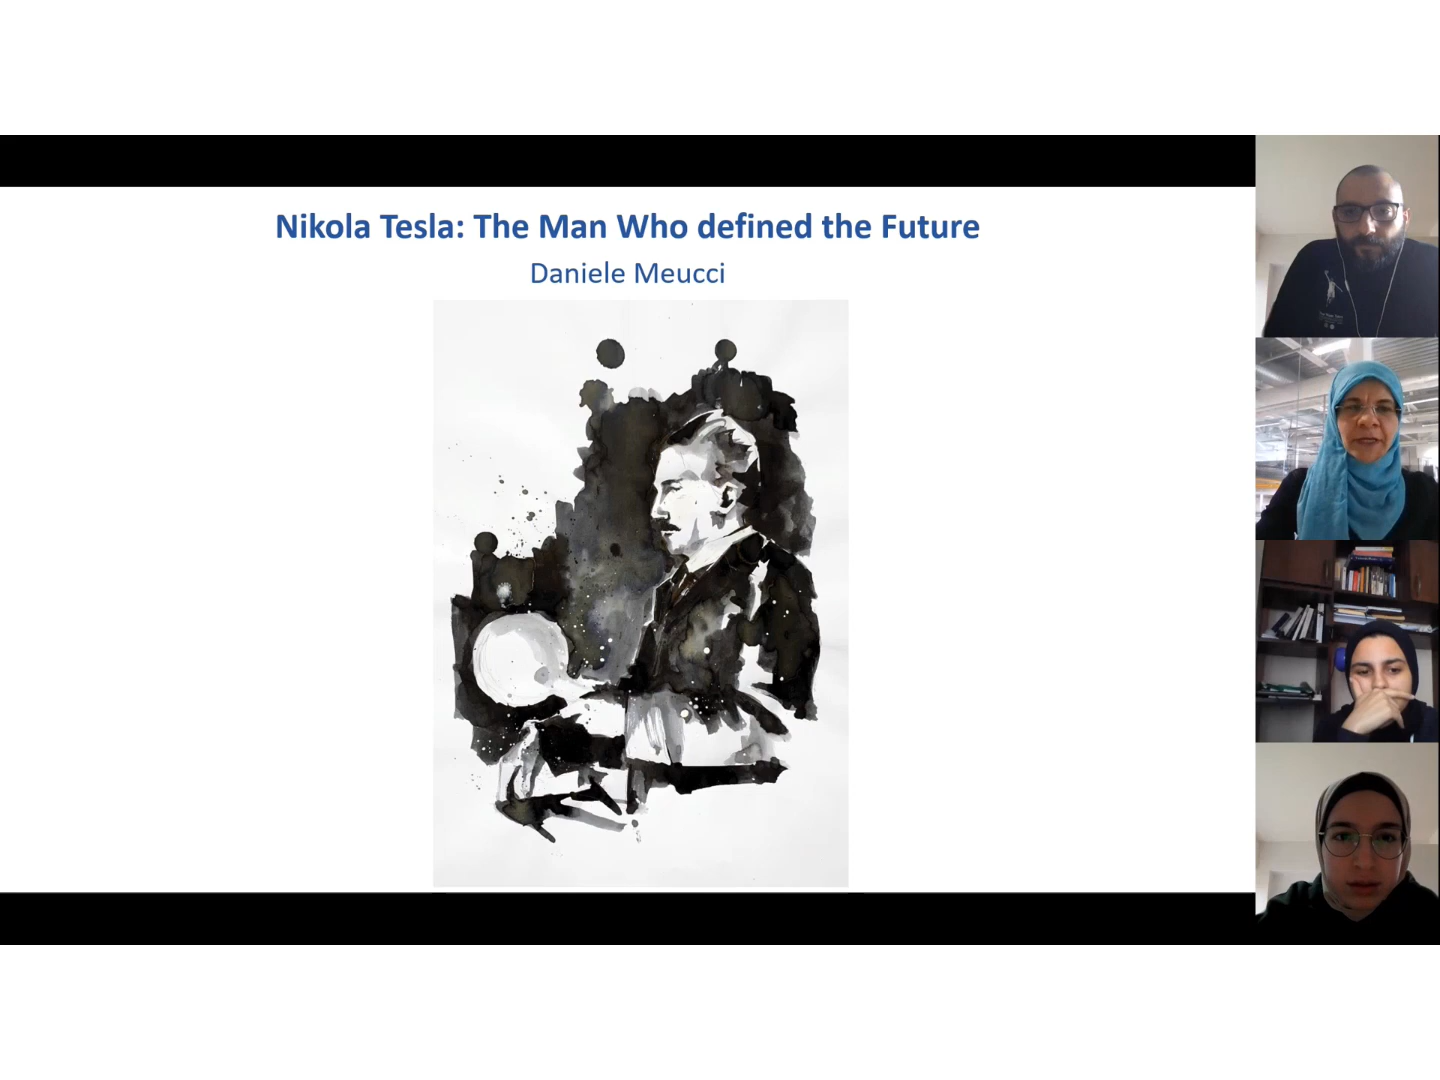 Nikola Tesla: The Man Who defined the Future
Daniele Meucci